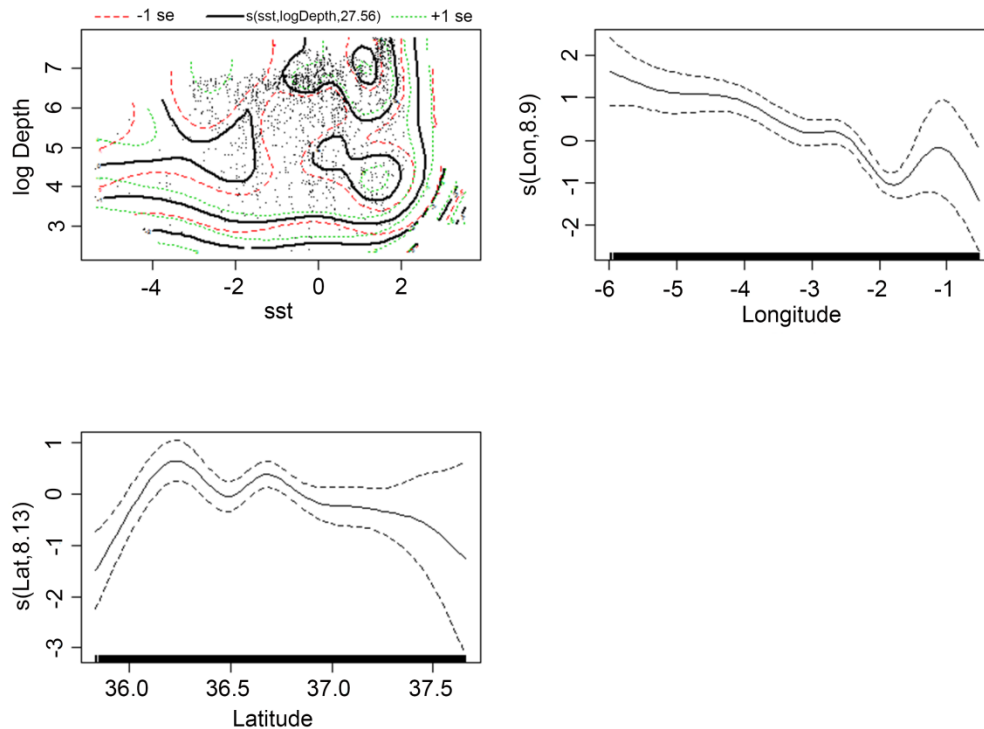 -1 se s(sst,logDepth,27.56) +1 se
log Depth
7
6
5
4
3
-4 -2 0 2
sst
s(Lon,8.9)
2
1
0
-1
-2
-6 -5 -4 -3 -2 -1
Longitude
s(Lat,8.13)
1
0
-1
-2
-3
36.0 36.5 37.0 37.5
Latitude